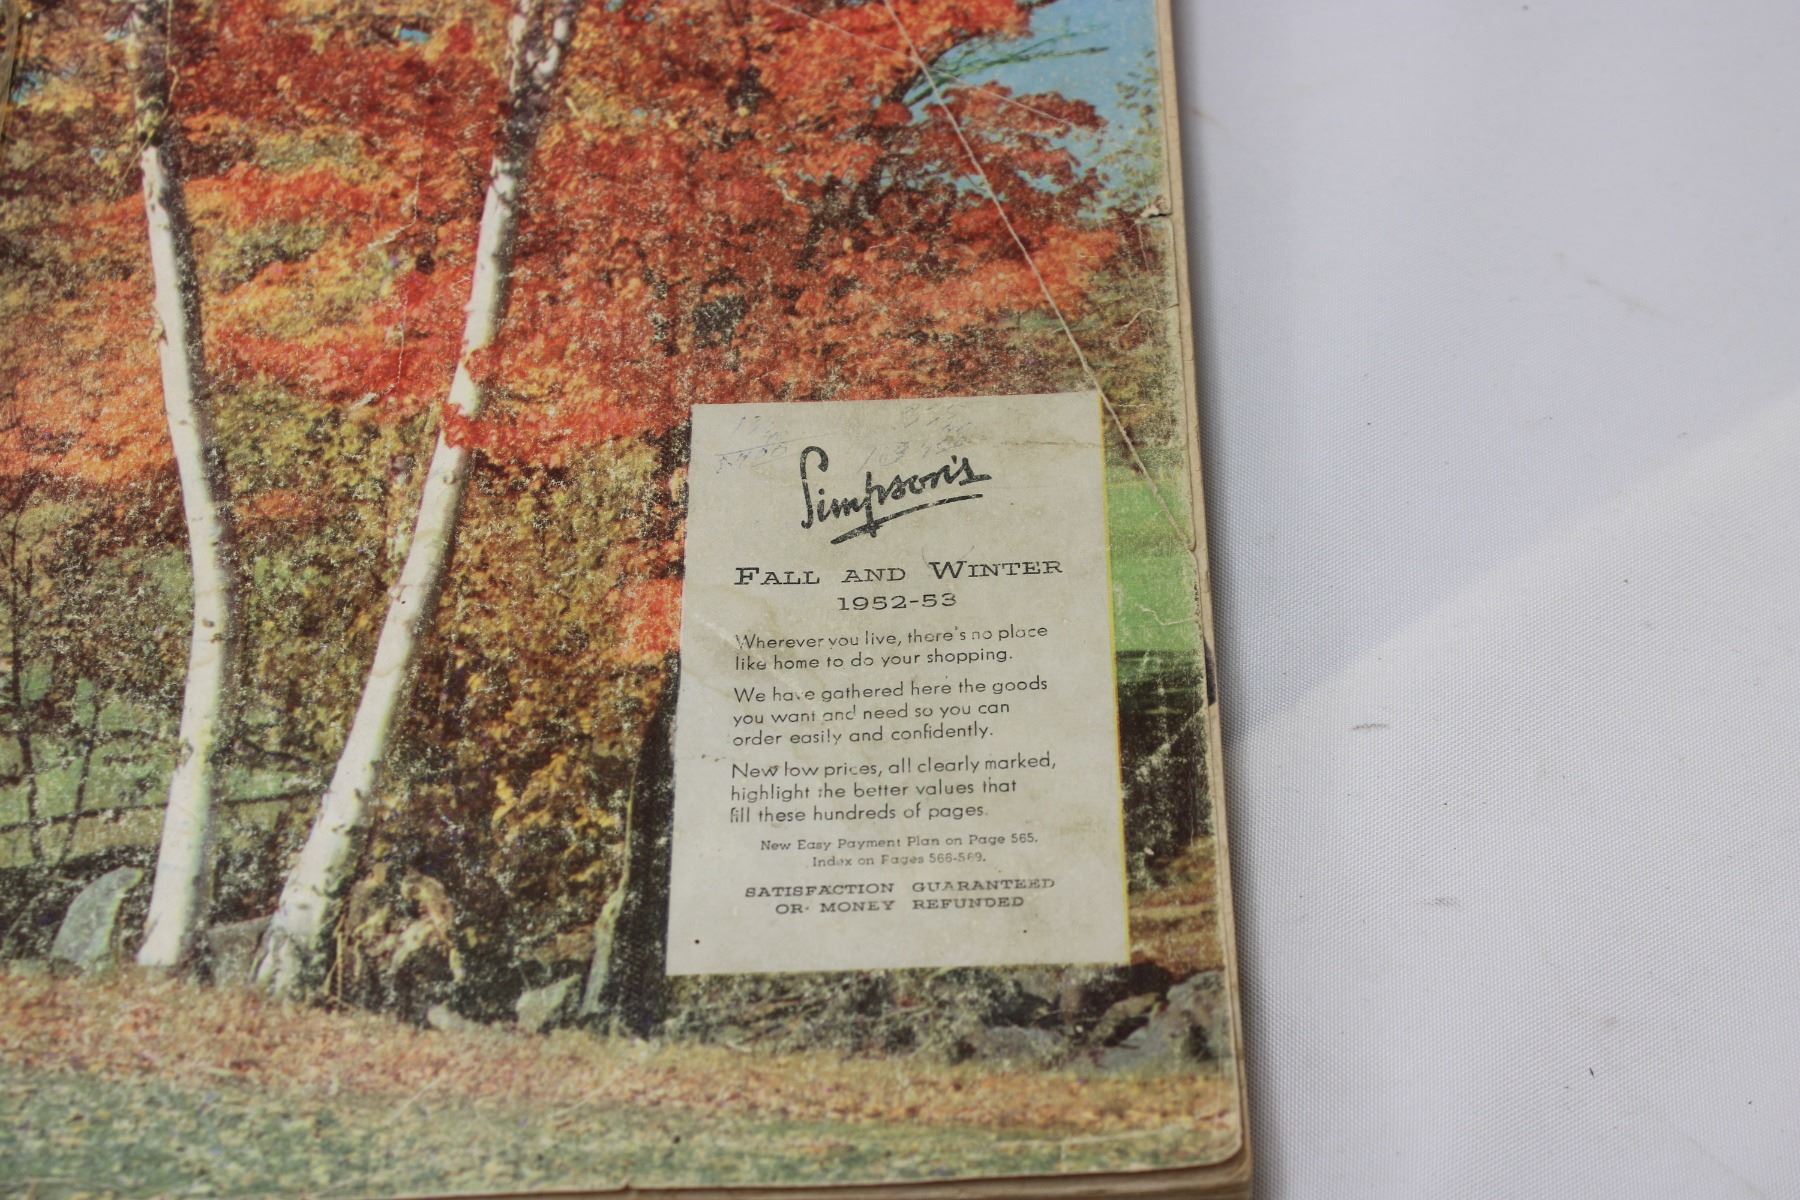 Simpson's
FALL AND WINTER
1952-53
Wherever you live, there's no place
like home to do your shopping.
We have gathered here the goods
you want and need so you can
order easily and confidently.
New low prices, all clearly marked,
highlight the better values that
fill these hundreds of pages.
New Easy Payment Plan on Page 565.
Index on Pages 566-569.
SATISFACTION GUARANTEED
OR MONEY REFUNDED